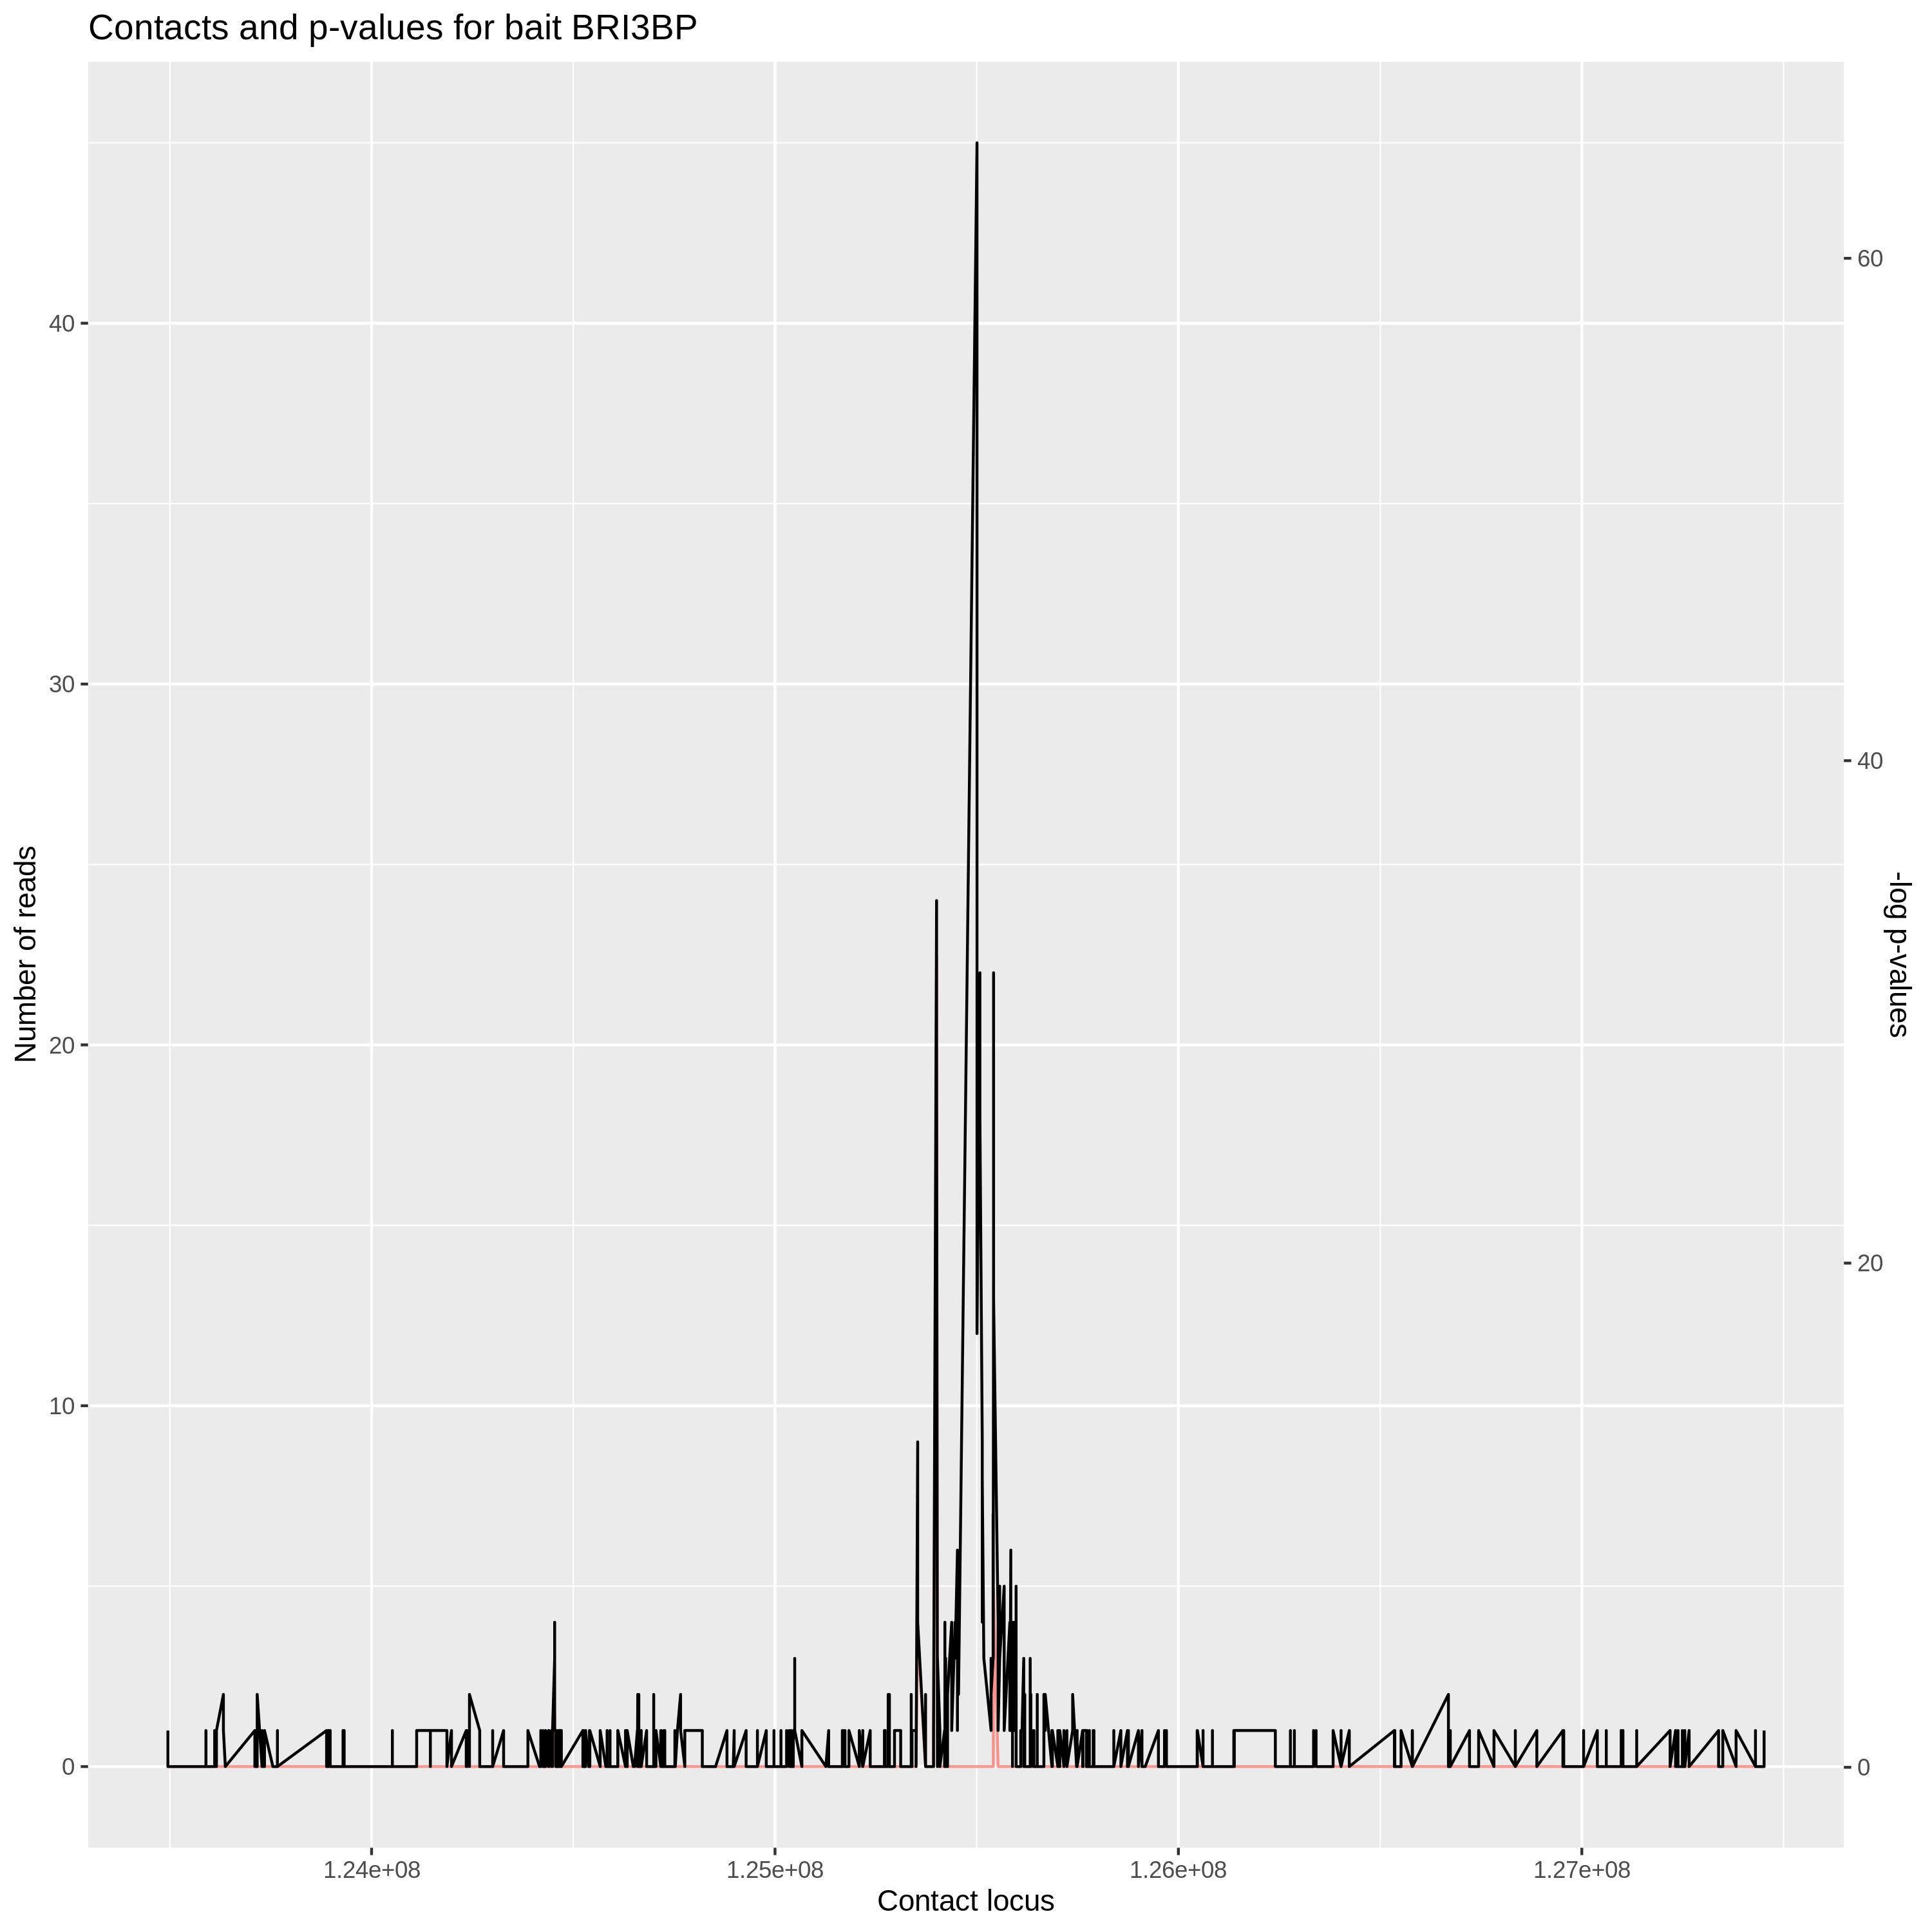 Contacts and p-values for bait BRI3BP
Number of reads
40
30
20
10
0
60
40
20
0
-log p-values
1.24e+08 1.25e+08 1.26e+08 1.27e+08
Contact locus